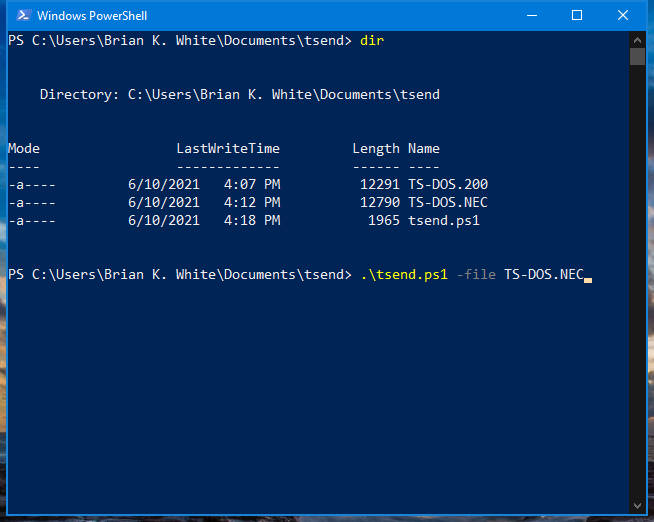 Windows PowerShell
PS C:\Users\Brian K. White\Documents\tsend> dir
Directory: C:\Users\Brian K. White\Documents\tsend
Mode LastWriteTime Length Name
---- ------------- ------ ----
-a---- 6/10/2021 4:07 PM 12291 TS-DOS.200
-a---- 6/10/2021 4:12 PM 12790 TS-DOS.NEC
-a---- 6/10/2021 4:18 PM 1965 tsend.ps1
PS C:\Users\Brian K. White\Documents\tsend> .\tsend.ps1 -file TS-DOS.NEC